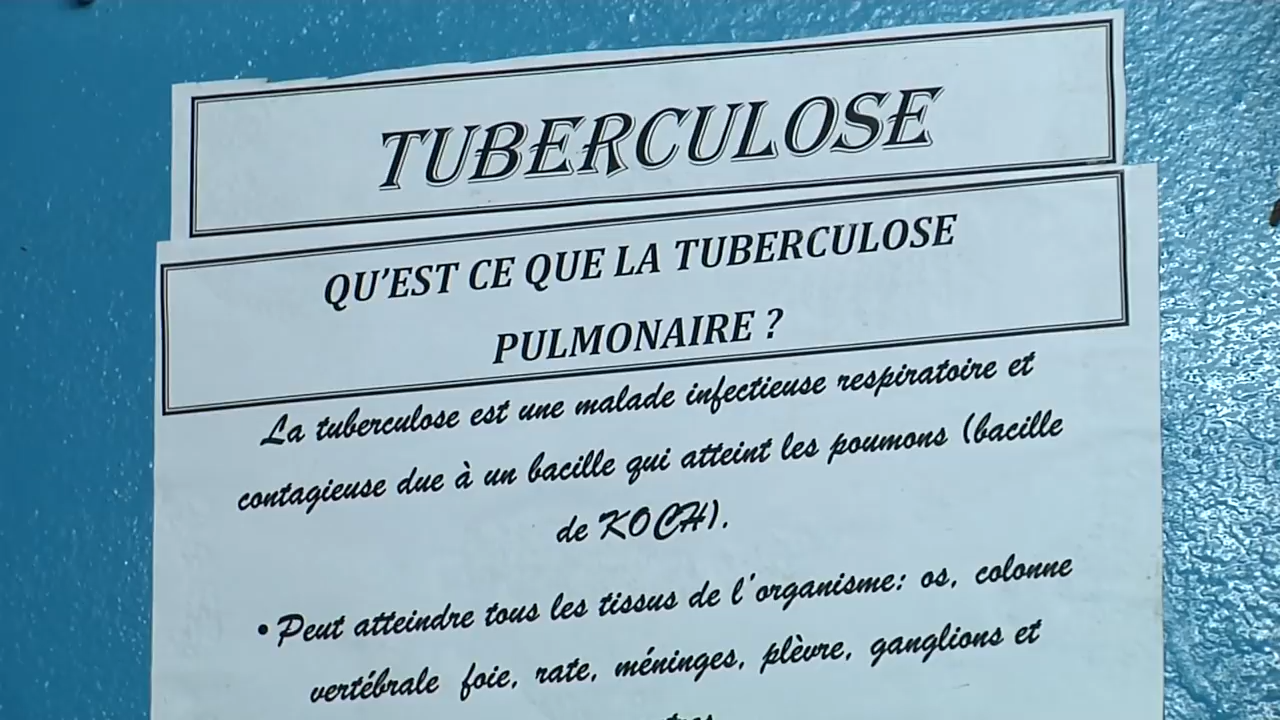 TUBERCULOSE
QU'EST CE QUE LA TUBERCULOSE
PULMONAIRE ?
La tuberculose est une malade infectieuse respiratoire et
contagieuse due à un bacille qui atteint les poumons (bacille
de KOCH).
• Peut atteindre tous les tissus de l'organisme: os, colonne
vertébrale foie, rate, méninges, plèvre, ganglions et